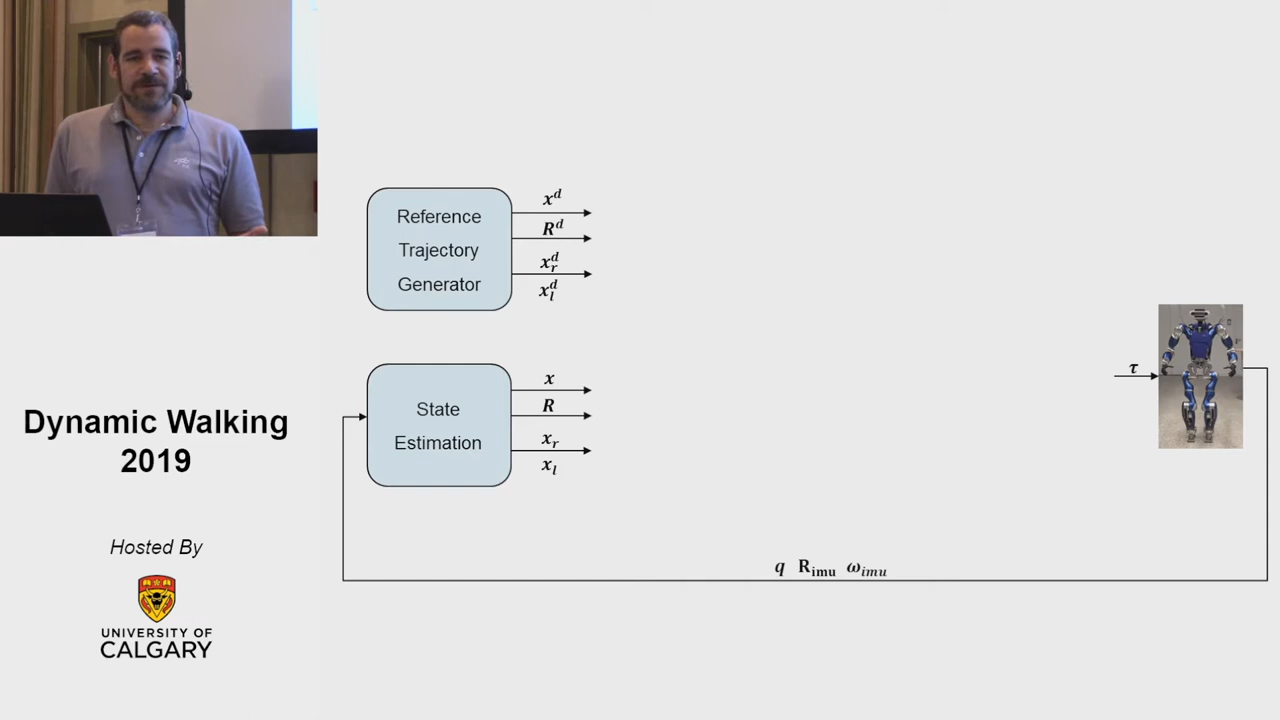 Reference
Trajectory
Generator
x^d
R^d
x_r^d
x_l^d
State
Estimation
x
R
x_r
x_l
τ
q R_imu ω_imu
Dynamic Walking
2019
Hosted By
UNIVERSITY OF
CALGARY